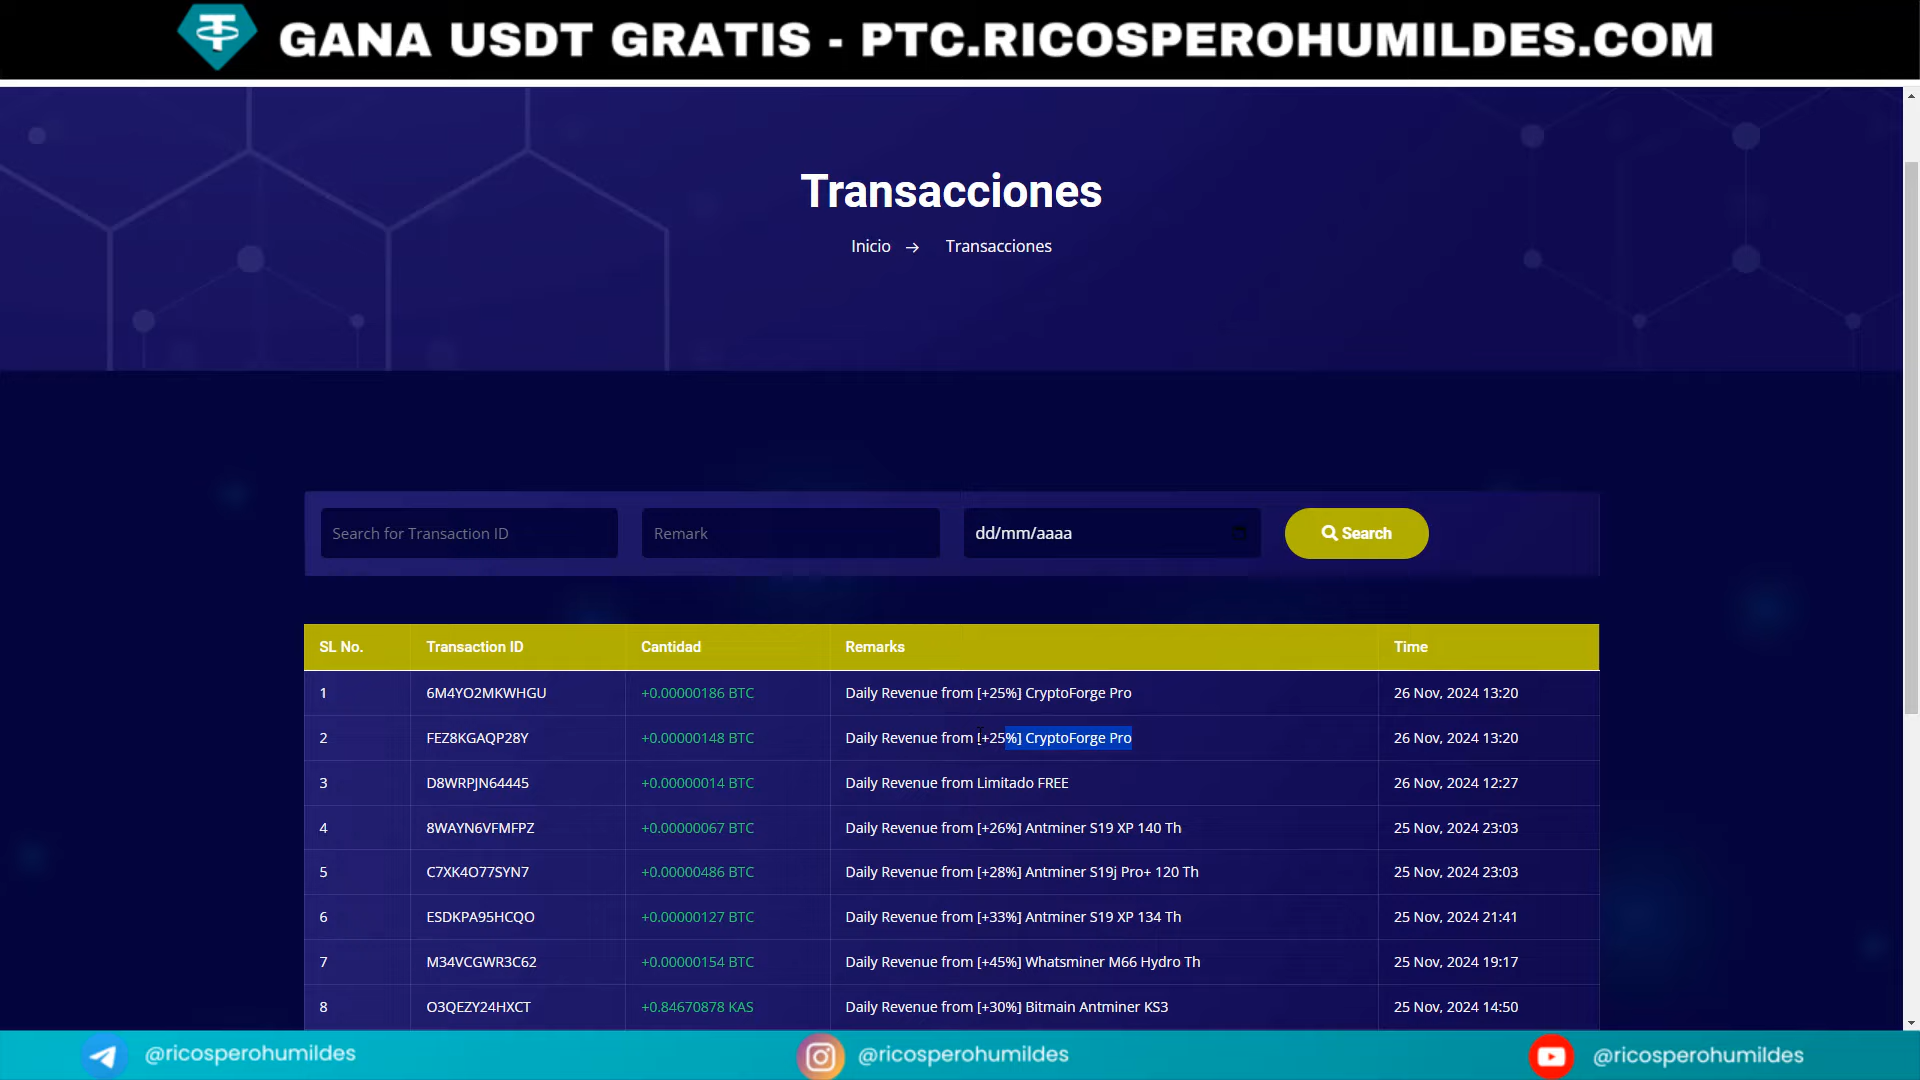 GANA USDT GRATIS - PTC.RICOSPEROHUMILDES.COM
Transacciones
Inicio → Transacciones
Search for Transaction ID Remark dd/mm/aaaa Search
SL No. Transaction ID Cantidad Remarks Time
1 6M4YO2MKWHGU +0.00000186 BTC Daily Revenue from [+25%] CryptoForge Pro 26 Nov, 2024 13:20
2 FEZ8KGAQP28Y +0.00000148 BTC Daily Revenue from [+25%] CryptoForge Pro 26 Nov, 2024 13:20
3 D8WRPJN64445 +0.00000014 BTC Daily Revenue from Limitado FREE 26 Nov, 2024 12:27
4 8WAYN6VFMFPZ +0.00000067 BTC Daily Revenue from [+26%] Antminer S19 XP 140 Th 25 Nov, 2024 23:03
5 C7XK4O77SYN7 +0.00000486 BTC Daily Revenue from [+28%] Antminer S19j Pro+ 120 Th 25 Nov, 2024 23:03
6 ESDKPA95HCQO +0.00000127 BTC Daily Revenue from [+33%] Antminer S19 XP 134 Th 25 Nov, 2024 21:41
7 M34VCGWR3C62 +0.00000154 BTC Daily Revenue from [+45%] Whatsminer M66 Hydro Th 25 Nov, 2024 19:17
8 O3QEZY24HXCT +0.84670878 KAS Daily Revenue from [+30%] Bitmain Antminer KS3 25 Nov, 2024 14:50
@ricosperohumildes @ricosperohumildes @ricosperohumildes